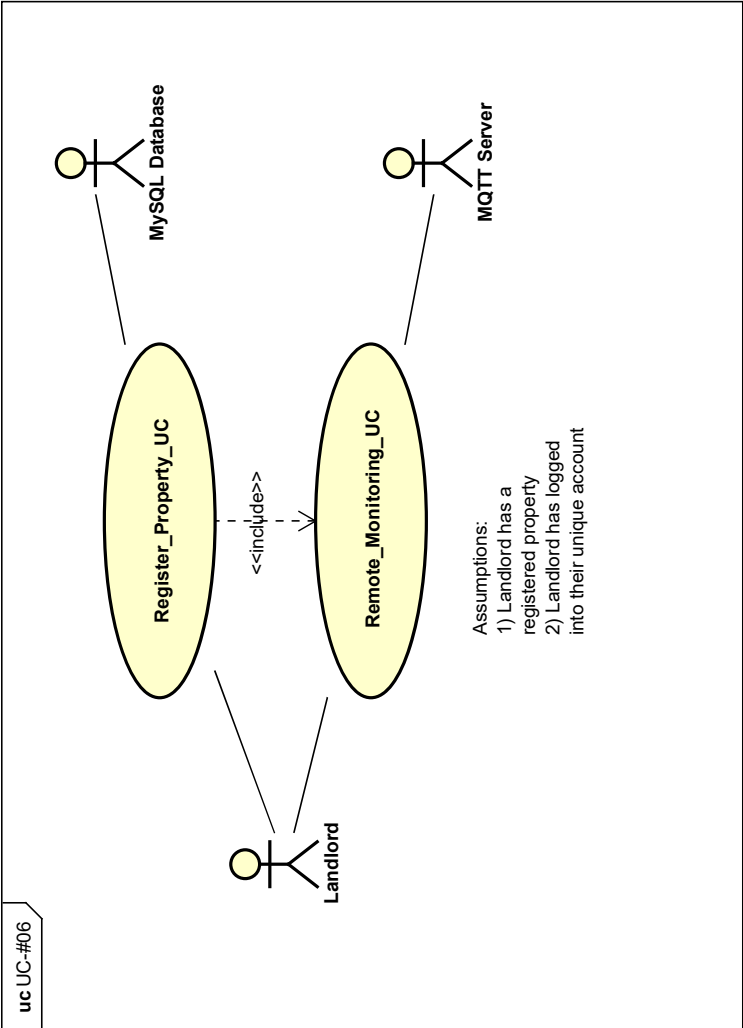 uc UC-#06
MySQL Database
Register_Property_UC
<<include>>
Landlord
Remote_Monitoring_UC
MQTT Server
Assumptions:
1) Landlord has a
registered property
2) Landlord has logged
into their unique account